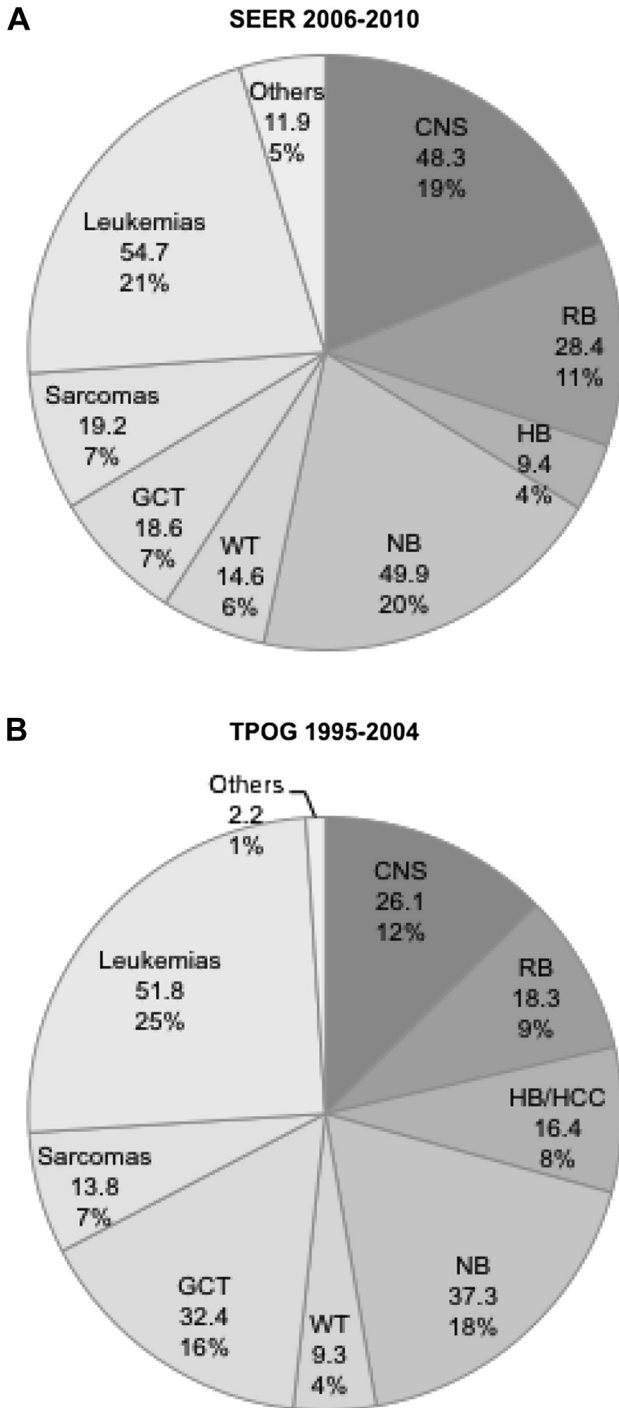 A
SEER 2006-2010
Others
11.9
5%
CNS
48.3
19%
RB
28.4
11%
HB
9.4
4%
NB
49.9
20%
WT
14.6
6%
GCT
18.6
7%
Sarcomas
19.2
7%
Leukemias
54.7
21%
B
TPOG 1995-2004
Others
2.2
1%
CNS
26.1
12%
RB
18.3
9%
HB/HCC
16.4
8%
NB
37.3
18%
WT
9.3
4%
GCT
32.4
16%
Sarcomas
13.8
7%
Leukemias
51.8
25%